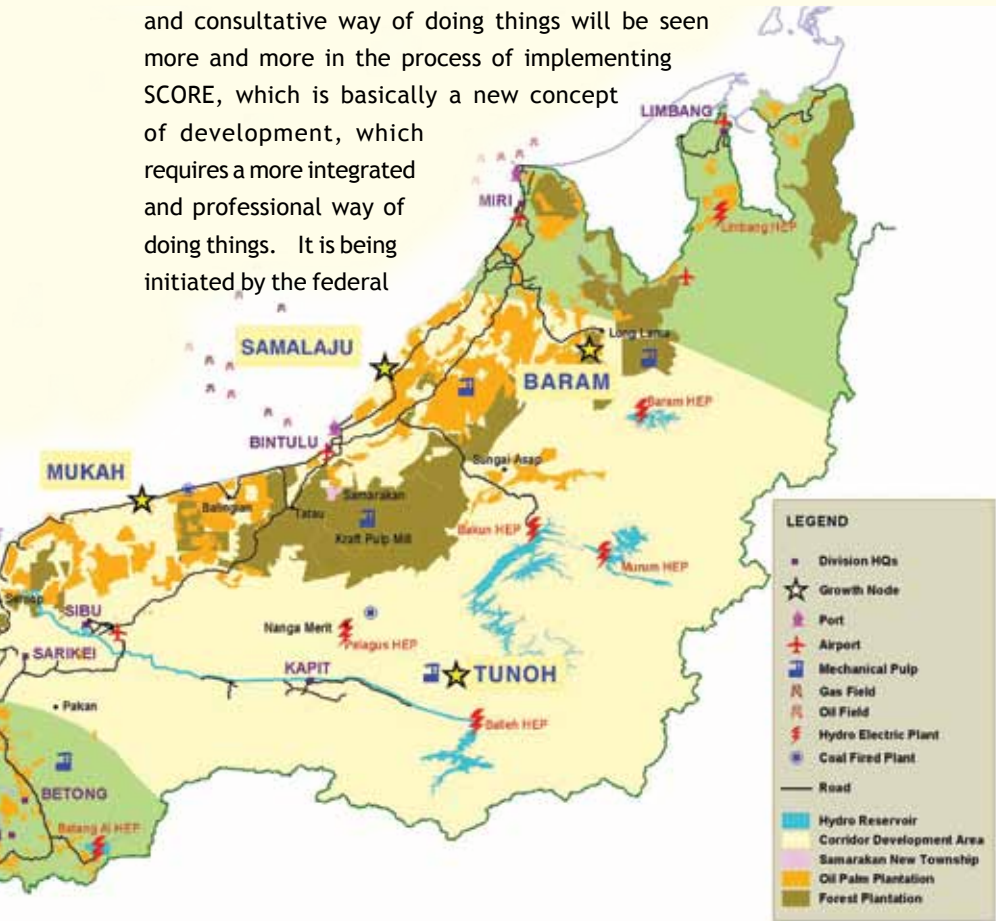 and consultative way of doing things will be seen
more and more in the process of implementing
SCORE, which is basically a new concept
of development, which
requires a more integrated
and professional way of
doing things. It is being
initiated by the federal
LIMBANG
MIRI
Limbang HEP
SAMALAJU
Long Lama
BARAM
Baram HEP
BINTULU
MUKAH
Sungai Asap
Balingian
Samarakan
Tatau
Kraft Pulp Mill
Bakun HEP
Murum HEP
SIBU
Nanga Merit
Pelagus HEP
SARIKEI
KAPIT
TUNOH
Pakan
Balleh HEP
BETONG
Batang Ai HEP
LEGEND
Division HQs
Growth Node
Port
Airport
Mechanical Pulp
Gas Field
Oil Field
Hydro Electric Plant
Coal Fired Plant
Road
Hydro Reservoir
Corridor Development Area
Samarakan New Township
Oil Palm Plantation
Forest Plantation